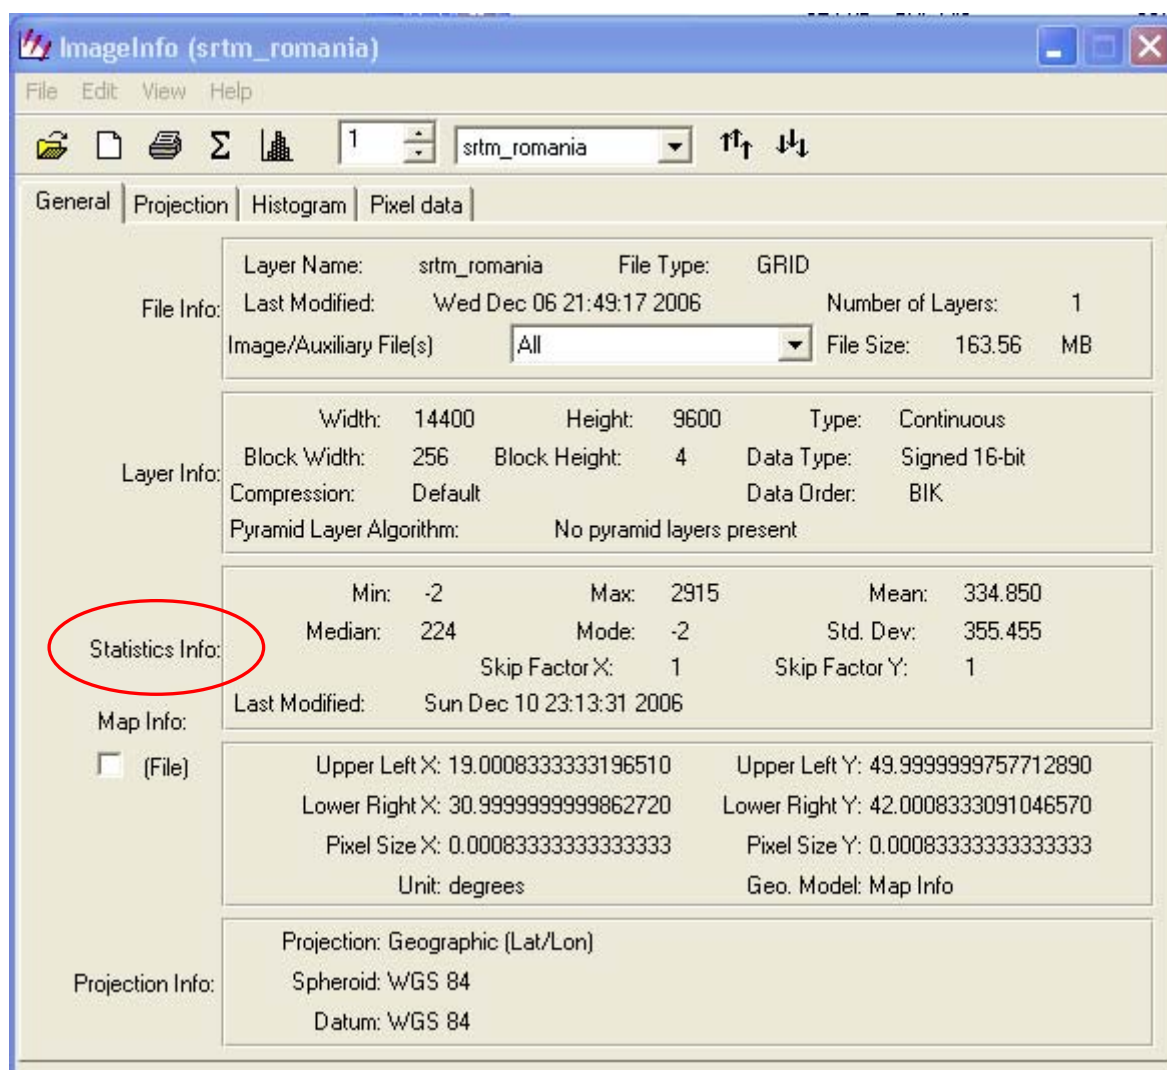 ImageInfo (srtm_romania)
File Edit View Help
Σ 1 srtm_romania
General Projection Histogram Pixel data
File Info:
Layer Name: srtm_romania File Type: GRID
Last Modified: Wed Dec 06 21:49:17 2006 Number of Layers: 1
Image/Auxiliary File(s) All File Size: 163.56 MB
Layer Info:
Width: 14400 Height: 9600 Type: Continuous
Block Width: 256 Block Height: 4 Data Type: Signed 16-bit
Compression: Default Data Order: BIK
Pyramid Layer Algorithm: No pyramid layers present
Statistics Info:
Min: -2 Max: 2915 Mean: 334.850
Median: 224 Mode: -2 Std. Dev: 355.455
Skip Factor X: 1 Skip Factor Y: 1
Last Modified: Sun Dec 10 23:13:31 2006
Map Info:
(File)
Upper Left X: 19.0008333333196510 Upper Left Y: 49.9999999757712890
Lower Right X: 30.9999999999862720 Lower Right Y: 42.0008333091046570
Pixel Size X: 0.00083333333333333 Pixel Size Y: 0.00083333333333333
Unit: degrees Geo. Model: Map Info
Projection Info:
Projection: Geographic (Lat/Lon)
Spheroid: WGS 84
Datum: WGS 84